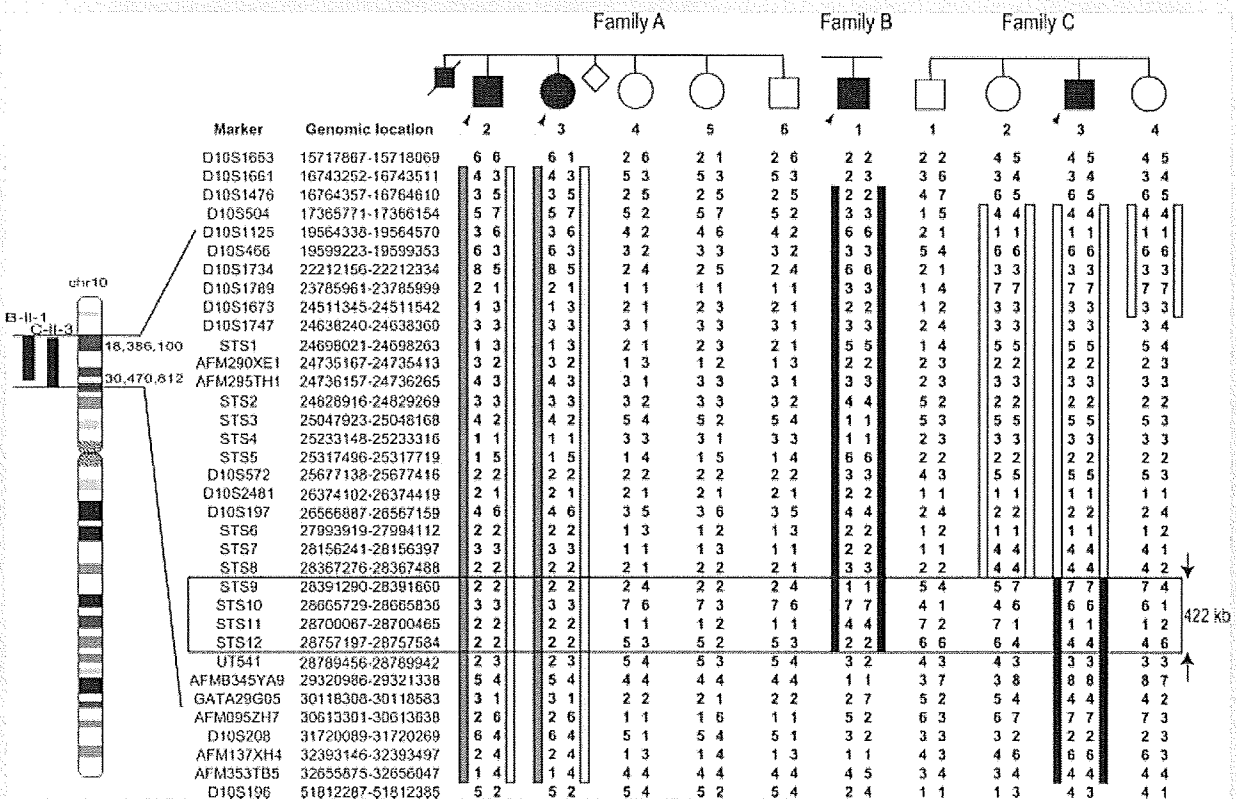 Family A Family B Family C
Marker Genomic location 2 3 4 5 6 1 1 2 3 4
D10S1653 15717867-15718069 6 6 6 1 2 6 2 1 2 6 2 2 2 2 4 5 4 5 4 5
D10S1661 16743252-16743511 4 3 4 3 5 3 5 3 5 3 2 3 3 6 3 4 3 4 3 4
D10S1476 16764357-16764610 3 5 3 5 2 5 2 5 2 5 2 2 4 7 6 5 6 5 6 5
D10S504 17365771-17366154 5 7 5 7 5 2 5 7 5 2 3 3 1 5 4 4 4 4 4 4
D10S1125 19564338-19564570 3 6 3 6 4 2 4 6 4 2 6 6 2 1 1 1 1 1 1 1
D10S466 19599223-19599353 6 3 6 3 3 2 3 3 3 2 3 3 5 4 6 6 6 6 6 6
D10S1734 22212156-22212334 8 5 8 5 2 4 2 5 2 4 6 6 2 1 3 3 3 3 3 3
D10S1789 23785961-23785999 2 1 2 1 1 1 1 1 1 1 3 3 1 4 7 7 7 7 7 7
D10S1673 24511345-24511542 1 3 1 3 2 1 2 3 2 1 2 2 1 2 3 3 3 3 3 3
D10S1747 24638240-24638360 3 3 3 3 3 1 3 3 3 1 3 3 2 4 3 3 3 3 3 4
STS1 24698021-24698263 1 3 1 3 2 1 2 3 2 1 5 5 1 4 5 5 5 5 5 4
AFM290XE1 24735167-24735413 3 2 3 2 1 3 1 2 1 3 2 2 2 3 2 2 2 2 2 3
AFM295TH1 24736157-24736265 4 3 4 3 3 1 3 3 3 1 3 3 2 3 2 2 2 2 2 3
STS2 24828916-24829269 3 3 3 3 3 2 3 3 3 2 4 4 5 2 2 2 2 2 2 2
STS3 25047923-25048168 4 2 4 2 5 4 5 2 5 4 1 1 5 3 5 5 5 5 5 3
STS4 25233148-25233316 1 1 1 1 3 3 3 1 3 3 1 1 2 3 2 2 2 2 2 3
STS5 25317496-25317719 1 5 1 5 1 4 1 5 1 4 6 6 2 2 2 2 2 2 2 2
D10S572 25677138-25677416 2 2 2 2 2 2 2 2 2 2 3 3 4 3 5 5 5 5 5 3
D10S2481 26374102-26374419 2 1 2 1 2 1 2 1 2 1 2 2 1 1 1 1 1 1 1 1
D10S197 26566887-26567159 4 6 4 6 3 5 3 6 3 5 4 4 2 4 2 2 2 2 2 4
STS6 27993919-27994112 2 2 2 2 1 3 1 2 1 3 2 2 1 2 1 1 1 1 1 2
STS7 28156241-28156397 3 3 3 3 1 1 1 3 1 1 2 2 1 1 4 4 4 4 4 1
STS8 28367276-28367488 2 2 2 2 2 1 2 2 2 1 3 3 2 2 4 4 4 4 4 2
STS9 28391290-28391660 2 2 2 2 2 4 2 2 2 4 1 1 5 4 5 7 7 7 7 4
STS10 28665729-28665836 3 3 3 3 7 6 7 3 7 6 7 7 4 1 4 6 6 6 6 1
STS11 28700067-28700465 1 1 1 1 1 2 1 1 1 2 4 4 7 2 7 1 1 1 1 2
STS12 28757197-28757584 2 2 2 2 5 3 5 2 5 3 2 2 6 6 6 4 4 4 4 6
UT541 28789456-28789942 2 3 2 3 5 4 5 3 5 4 3 2 4 3 4 3 3 3 3 3
AFMB345YA9 29320986-29321338 5 4 5 4 4 4 4 4 4 4 1 1 3 7 3 8 8 8 8 7
GATA29G05 30118308-30118583 3 1 3 1 2 2 2 1 2 2 2 7 5 2 5 4 4 4 4 2
AFM095ZH7 30613301-30613638 2 6 2 6 1 1 1 6 1 1 5 2 6 3 6 7 7 7 7 3
D10S208 31720089-31720269 6 4 6 4 5 1 5 4 5 1 3 2 3 3 3 2 2 2 2 3
AFM137XH4 32393146-32393497 2 4 2 4 1 3 1 4 1 3 1 1 4 3 4 6 6 6 6 3
AFM353TB5 32655875-32656047 1 4 1 4 4 4 4 4 4 4 4 5 3 4 3 4 4 4 4 4
D10S196 51812287-51812385 5 2 5 2 5 4 5 2 5 4 2 4 1 1 1 3 4 3 4 1
chr10
B-II-1
C-II-3
18,386,100
30,470,812
422 kb